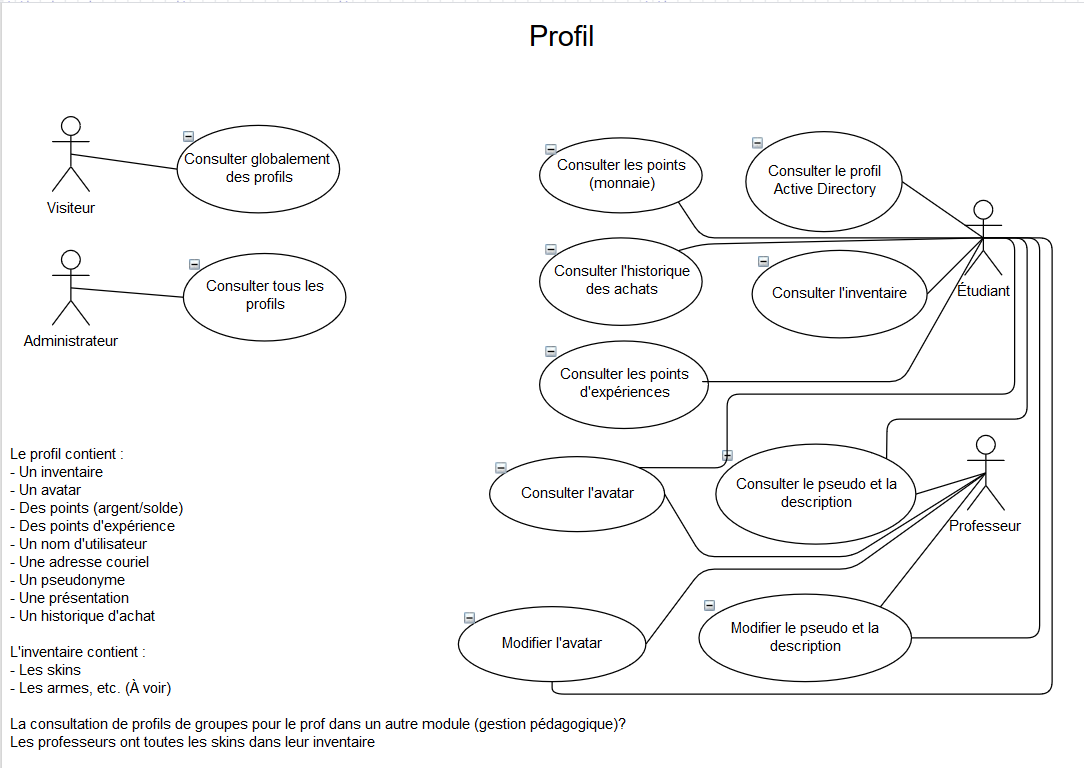 Profil
Visiteur
Consulter globalement
des profils
Administrateur
Consulter tous les
profils
Consulter les points
(monnaie)
Consulter le profil
Active Directory
Consulter l'historique
des achats
Consulter l'inventaire
Étudiant
Consulter les points
d'expériences
Consulter l'avatar
Consulter le pseudo et la
description
Professeur
Modifier l'avatar
Modifier le pseudo et la
description
Le profil contient :
- Un inventaire
- Un avatar
- Des points (argent/solde)
- Des points d'expérience
- Un nom d'utilisateur
- Une adresse couriel
- Un pseudonyme
- Une présentation
- Un historique d'achat
L'inventaire contient :
- Les skins
- Les armes, etc. (À voir)
La consultation de profils de groupes pour le prof dans un autre module (gestion pédagogique)?
Les professeurs ont toutes les skins dans leur inventaire